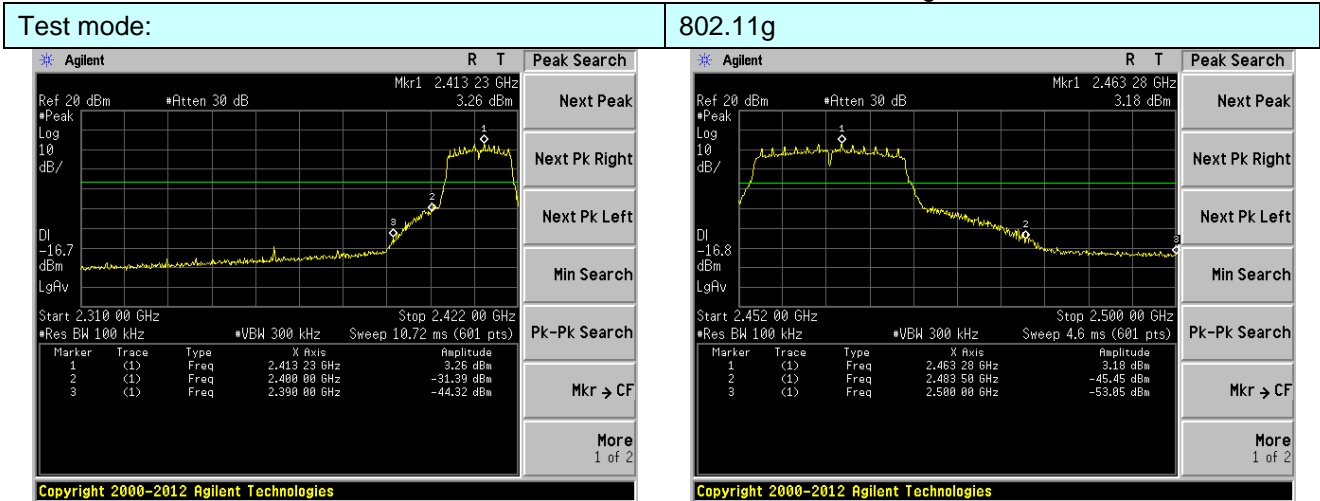 Test mode:
802.11g
Agilent
R T
Peak Search
Mkr1 2.413 23 GHz
Ref 20 dBm #Atten 30 dB 3.26 dBm
#Peak
Log
10
dB/
1
2
3
DI
-16.7
dBm
LgAv
Start 2.310 00 GHz Stop 2.422 00 GHz
#Res BW 100 kHz #VBW 300 kHz Sweep 10.72 ms (601 pts)
Marker Trace Type X Axis Amplitude
1 (1) Freq 2.413 23 GHz 3.26 dBm
2 (1) Freq 2.400 00 GHz -31.39 dBm
3 (1) Freq 2.390 00 GHz -44.32 dBm
Next Peak
Next Pk Right
Next Pk Left
Min Search
Pk-Pk Search
Mkr → CF
More
1 of 2
Copyright 2000-2012 Agilent Technologies
Agilent
R T
Peak Search
Mkr1 2.463 28 GHz
Ref 20 dBm #Atten 30 dB 3.18 dBm
#Peak
Log
10
dB/
1
2
3
DI
-16.8
dBm
LgAv
Start 2.452 00 GHz Stop 2.500 00 GHz
#Res BW 100 kHz #VBW 300 kHz Sweep 4.6 ms (601 pts)
Marker Trace Type X Axis Amplitude
1 (1) Freq 2.463 28 GHz 3.18 dBm
2 (1) Freq 2.483 50 GHz -45.45 dBm
3 (1) Freq 2.500 00 GHz -53.05 dBm
Next Peak
Next Pk Right
Next Pk Left
Min Search
Pk-Pk Search
Mkr → CF
More
1 of 2
Copyright 2000-2012 Agilent Technologies